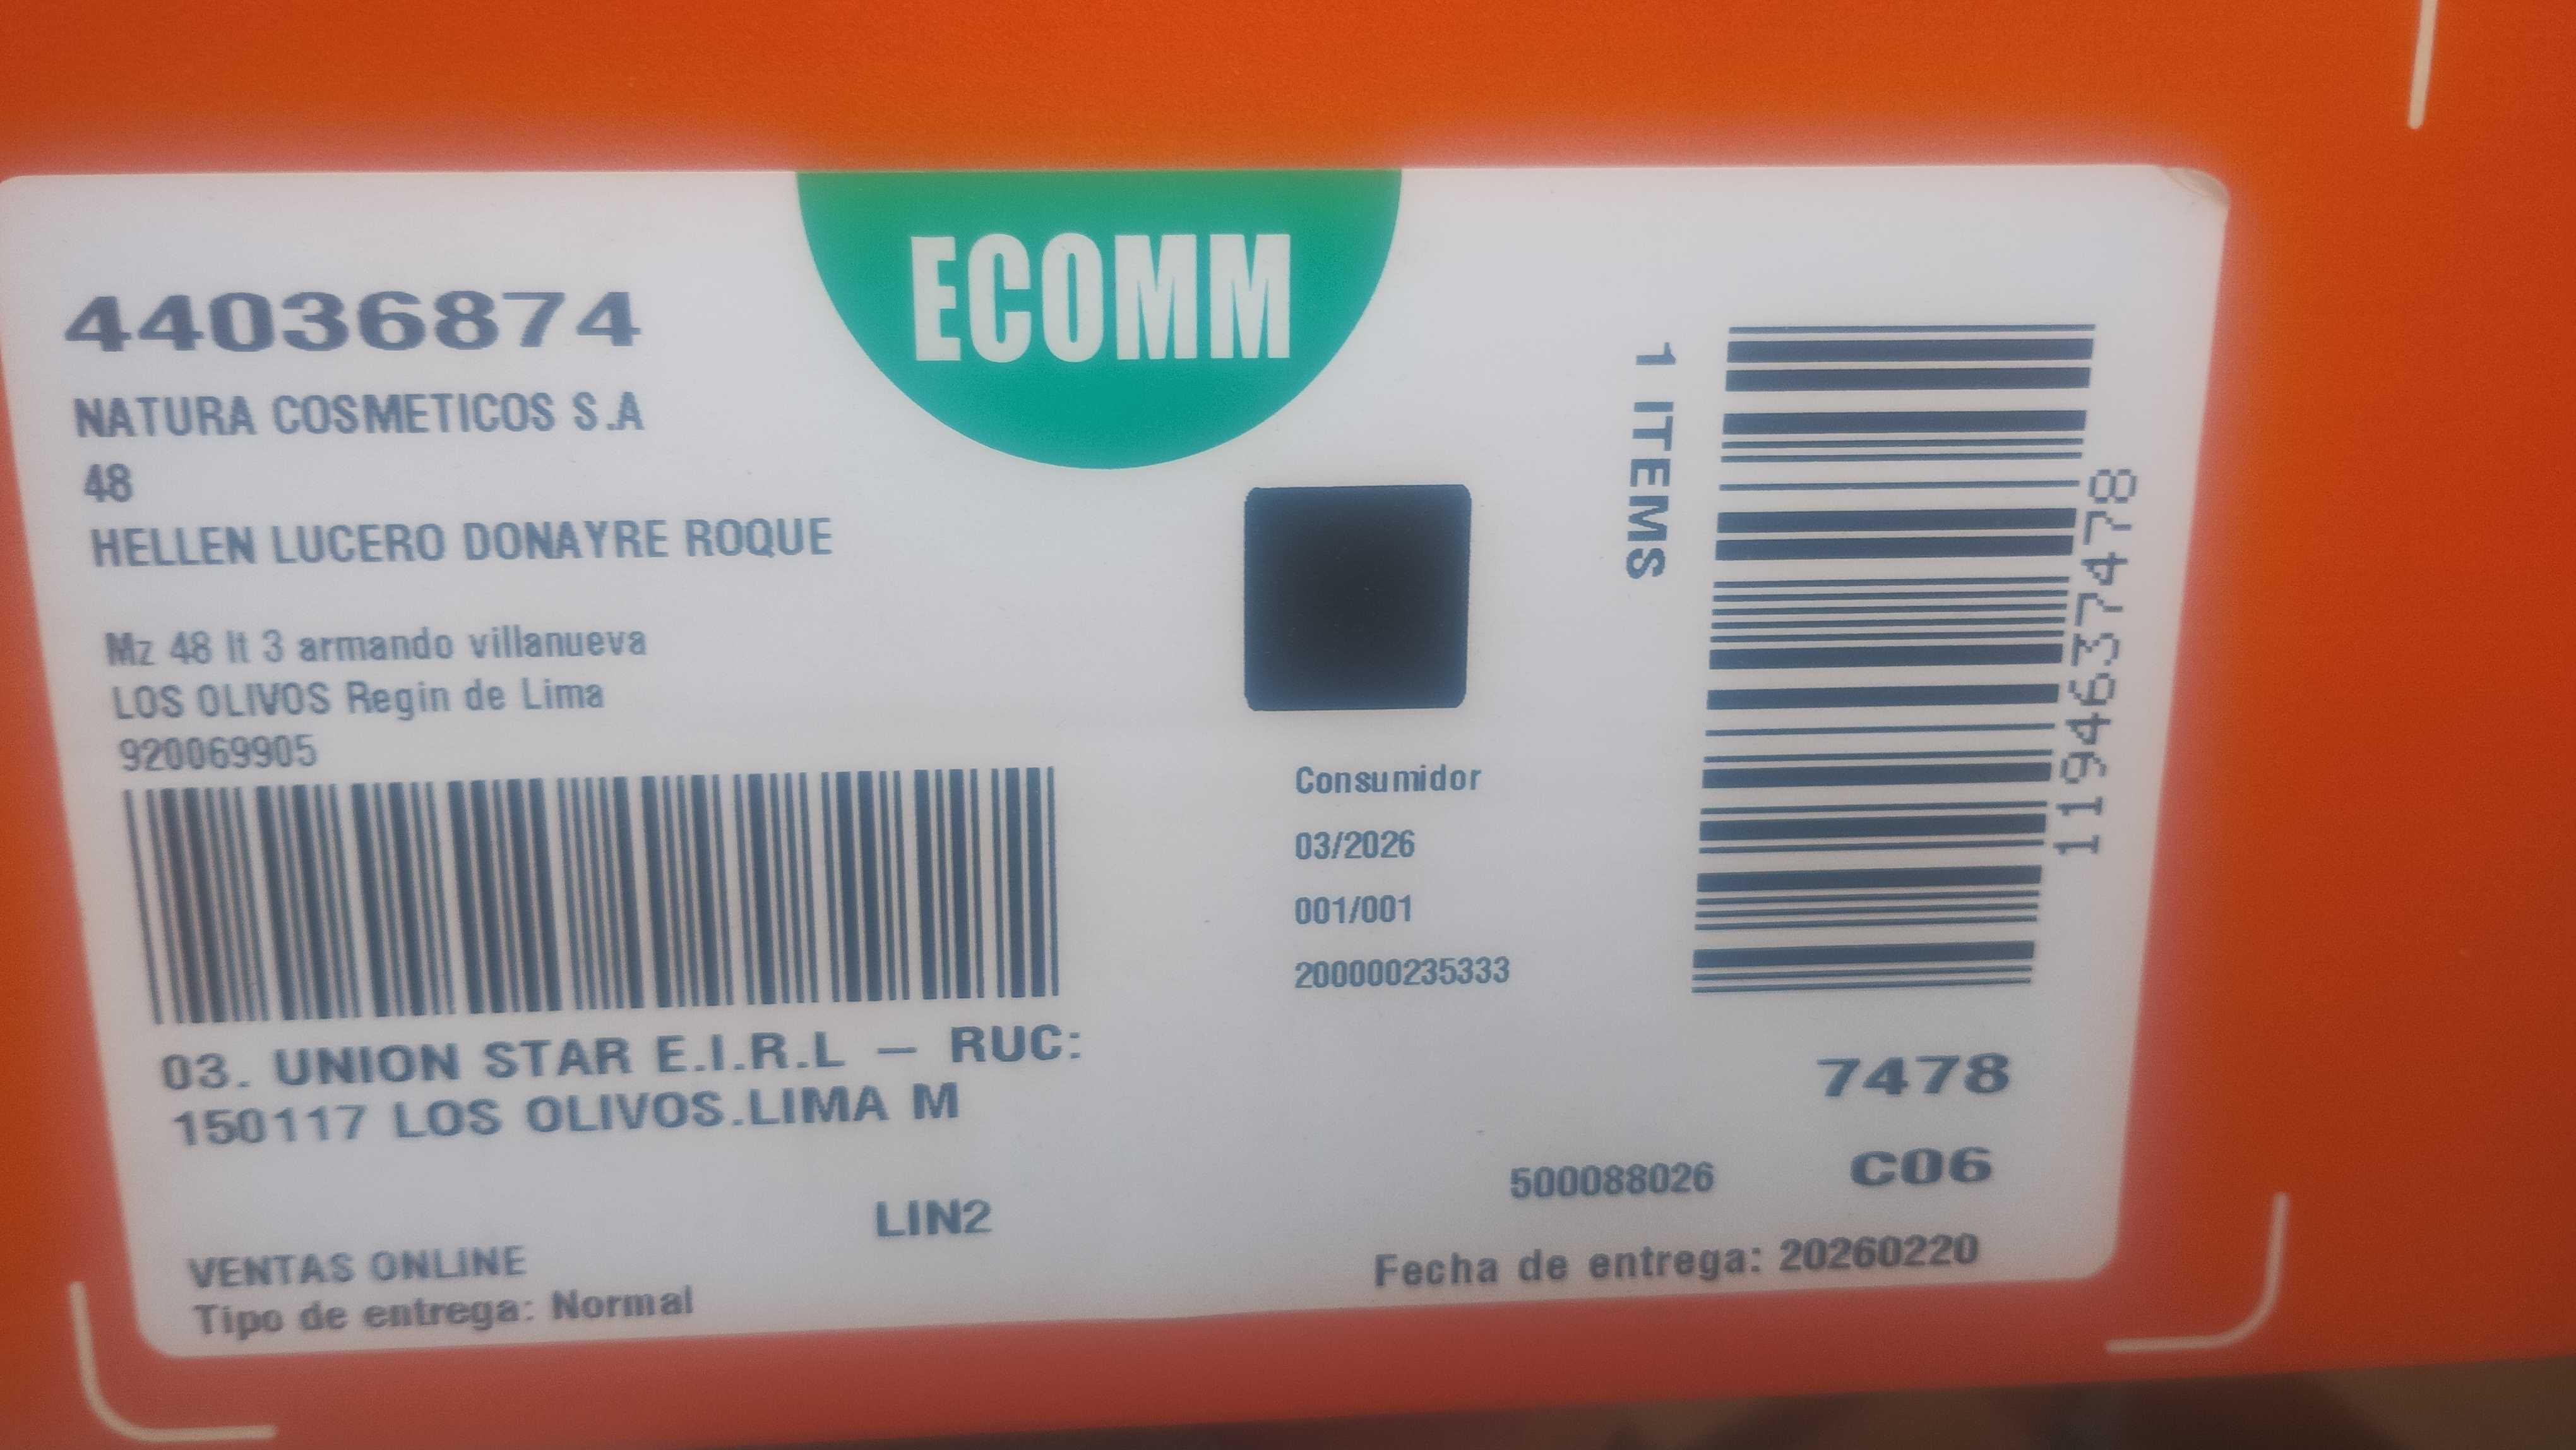 ECOMM
44036874
NATURA COSMETICOS S.A
48
HELLEN LUCERO DONAYRE ROQUE
Mz 48 lt 3 armando villanueva
LOS OLIVOS Regin de Lima
920069905
03. UNION STAR E.I.R.L – RUC:
150117 LOS OLIVOS.LIMA M
LIN2
VENTAS ONLINE
Tipo de entrega: Normal
1 ITEMS
Consumidor
03/2026
001/001
200000235333
119463747​8
7478
500088026
C06
Fecha de entrega: 20260220